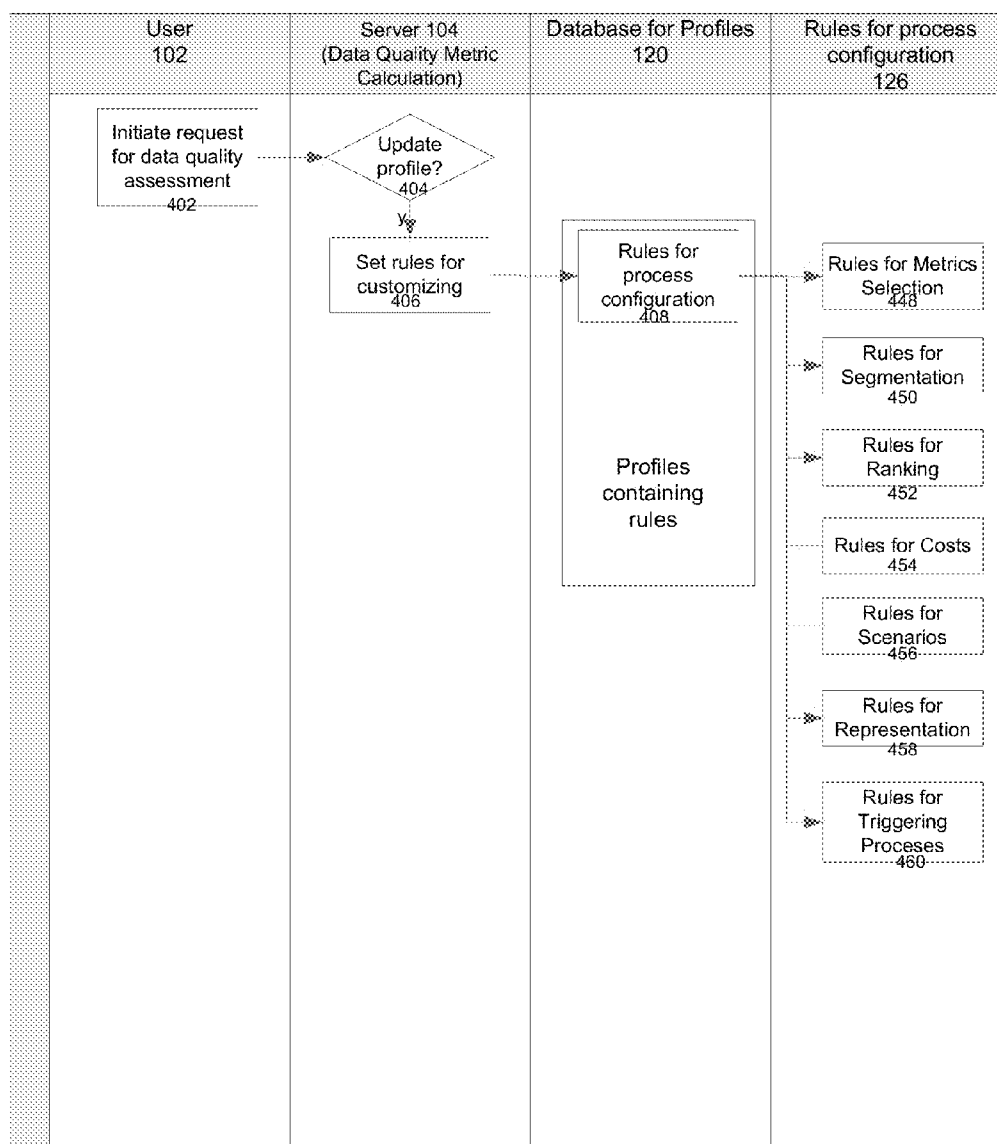 User
102
Server 104
(Data Quality Metric
Calculation)
Database for Profiles
120
Rules for process
configuration
126
Initiate request
for data quality
assessment
402
Update
profile?
404
y
Set rules for
customizing
406
Rules for
process
configuration
408
Profiles
containing
rules
Rules for Metrics
Selection
448
Rules for
Segmentation
450
Rules for
Ranking
452
Rules for Costs
454
Rules for
Scenarios
456
Rules for
Representation
458
Rules for
Triggering
Proceses
460